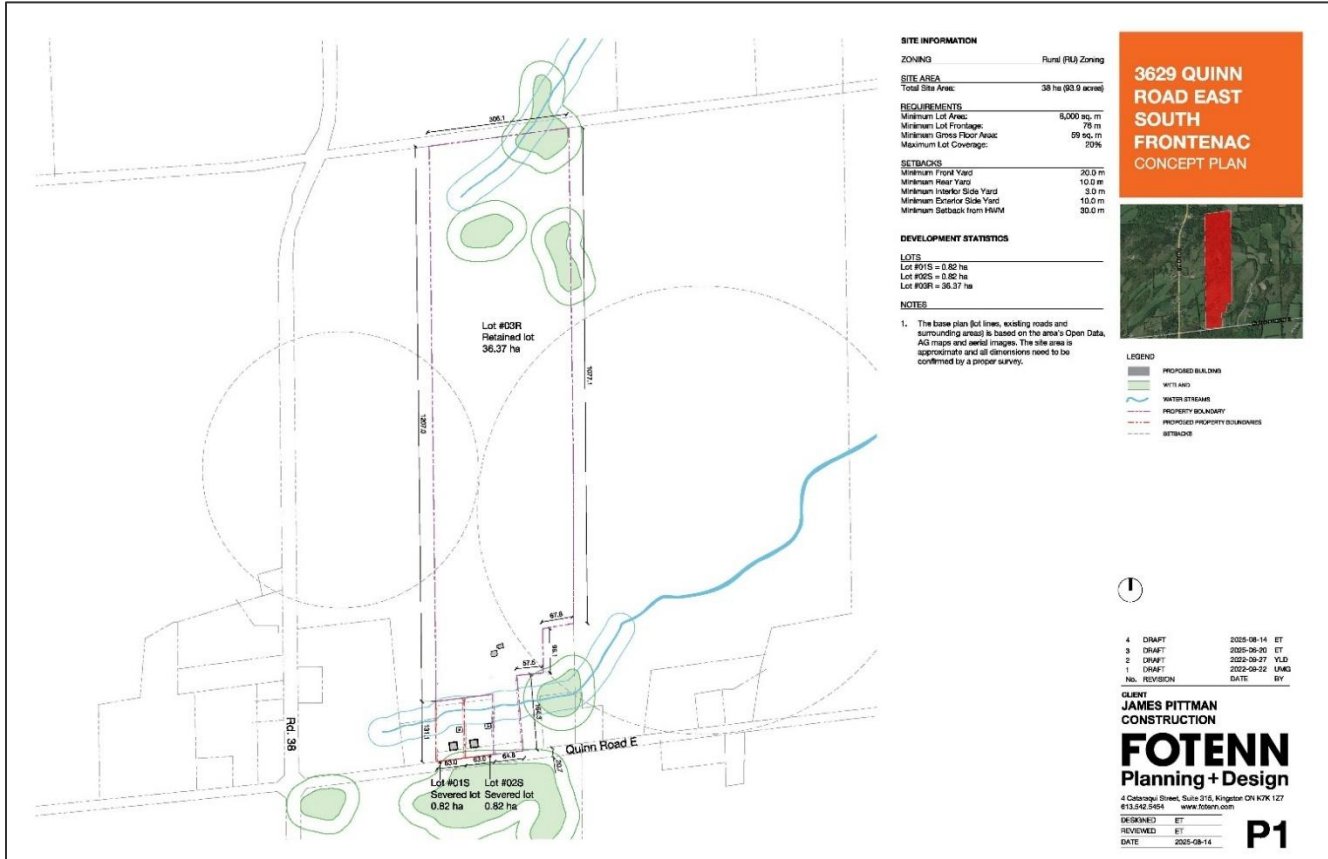 306.1
1207.0
1077.1
Lot #03R
Retained lot
36.37 ha
67.8
57.5
131.1
Rd. 38
Quinn Road E
63.0
63.0
64.8
Lot #01S
Severed lot
0.82 ha
Lot #02S
Severed lot
0.82 ha
SITE INFORMATION
ZONING Rural (RU) Zoning
SITE AREA
Total Site Area: 38 ha (93.9 acres)
REQUIREMENTS
Minimum Lot Area: 8,000 sq. m
Minimum Lot Frontage: 76 m
Minimum Gross Floor Area: 59 sq. m
Maximum Lot Coverage: 20%
SETBACKS
Minimum Front Yard 20.0 m
Minimum Rear Yard 10.0 m
Minimum Interior Side Yard 3.0 m
Minimum Exterior Side Yard 10.0 m
Minimum Setback from HWM 30.0 m
DEVELOPMENT STATISTICS
LOTS
Lot #01S = 0.82 ha
Lot #02S = 0.82 ha
Lot #03R = 36.37 ha
NOTES
1. The base plan (lot lines, existing roads and
surrounding areas) is based on the area's Open Data,
AG maps and aerial images. The site area is
approximate and all dimensions need to be
confirmed by a proper survey.
3629 QUINN
ROAD EAST
SOUTH
FRONTENAC
CONCEPT PLAN
LEGEND
PROPOSED BUILDING
WETLAND
WATER STREAMS
PROPERTY BOUNDARY
PROPOSED PROPERTY BOUNDARIES
SETBACKS
4 DRAFT 2025-08-14 ET
3 DRAFT 2025-06-20 ET
2 DRAFT 2022-09-27 YLD
1 DRAFT 2022-09-22 UMG
No. REVISION DATE BY
CLIENT
JAMES PITTMAN
CONSTRUCTION
FOTENN
Planning + Design
4 Cataraqui Street, Suite 315, Kingston ON K7K 1Z7
613.542.5454 www.fotenn.com
DESIGNED ET
REVIEWED ET
DATE 2025-08-14
P1